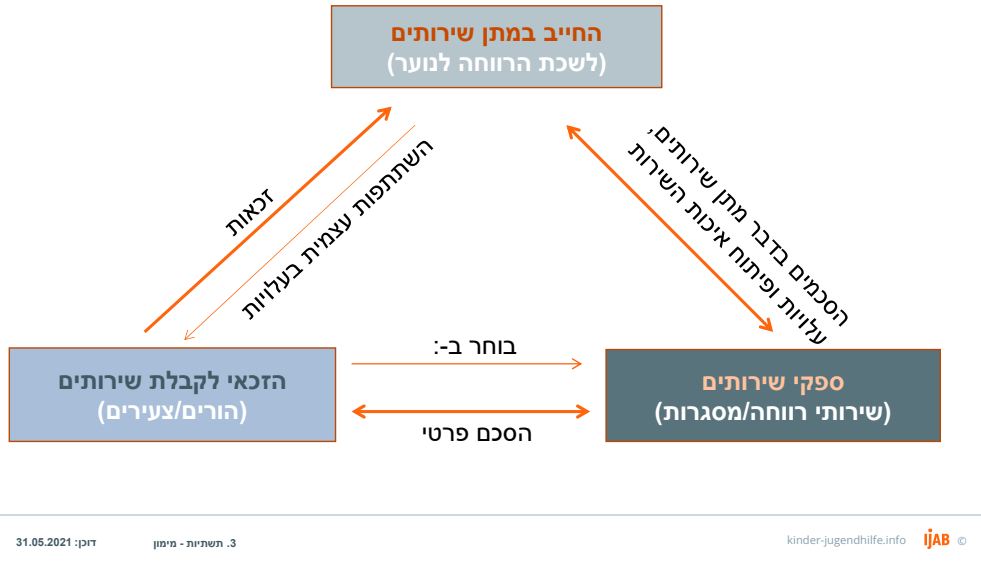 החייב במתן שירותים
(לשכת הרווחה לנוער)
הסכמים בדבר מתן שירותים,
עלויות ופיתוח איכות השירות
השתתפות עצמית בעלויות
זכאות
הזכאי לקבלת שירותים
(הורים/צעירים)
בוחר ב-:
הסכם פרטי
ספקי שירותים
(שירותי רווחה/מסגרות)
3. תשתיות - מימון
דוכן: 31.05.2021
kinder-jugendhilfe.info
IJAB ©